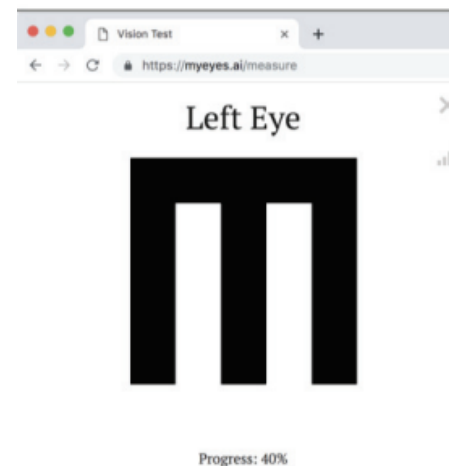 Vision Test
https://myeyes.ai/measure
Left Eye
E
Progress: 40%